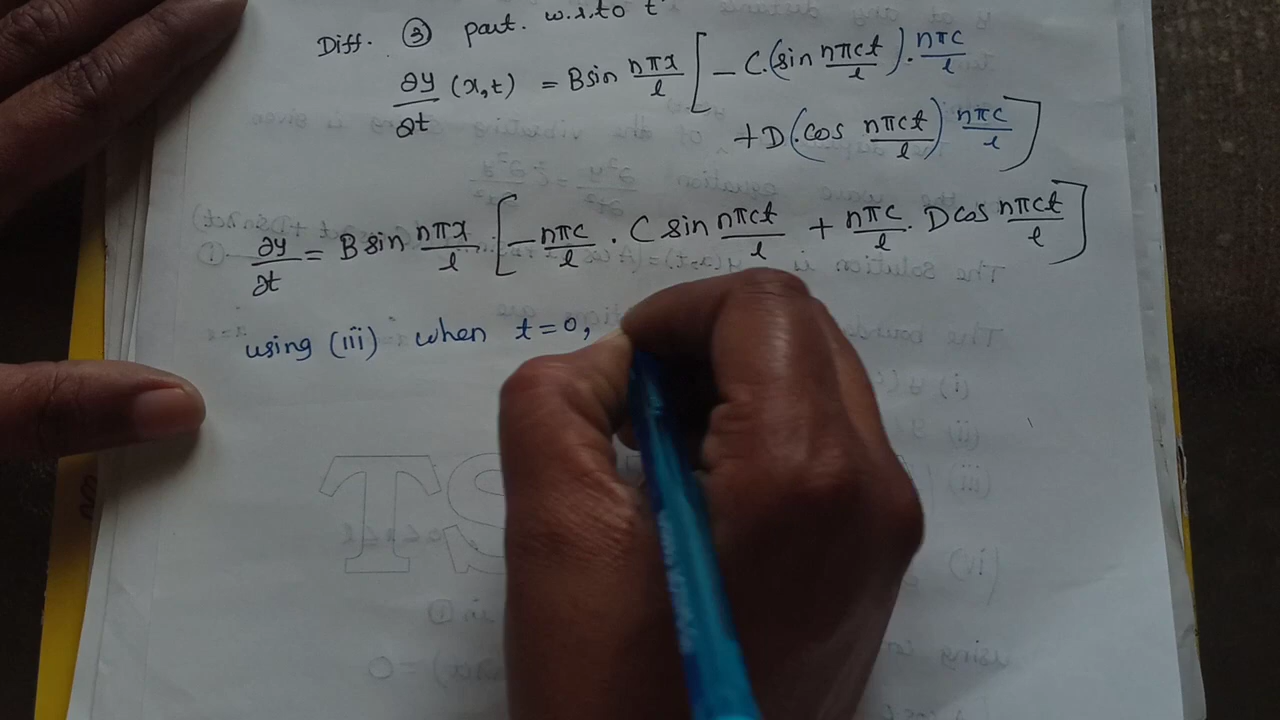 Diff. ③ part. w.r.to t
∂y/∂t (x,t) = B sin nπx/l [ - C.(sin nπct/l). nπc/l
+ D(.cos nπct/l) nπc/l ]
∂y/∂t = B sin nπx/l [ - nπc/l . C sin nπct/l + nπc/l . D cos nπct/l ]
using (iii) when t=0,
TS